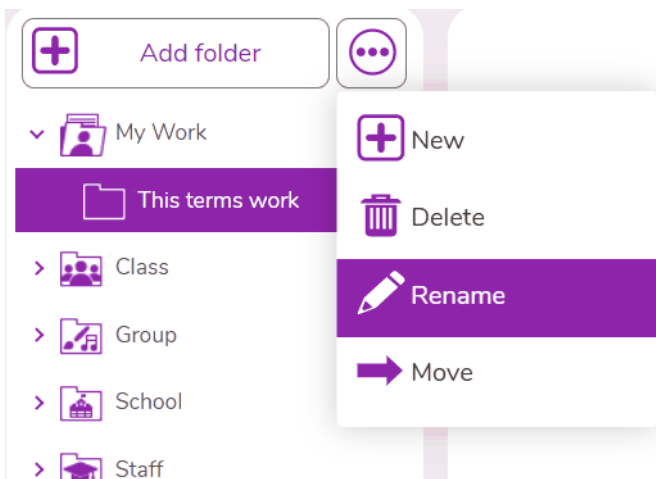 Add folder
My Work
This terms work
Class
Group
School
Staff
New
Delete
Rename
Move